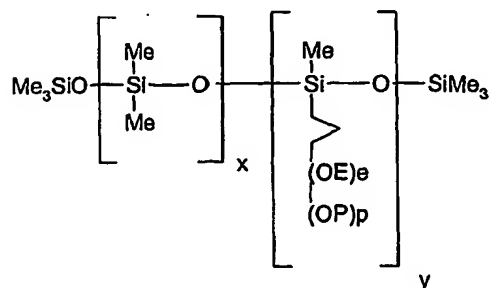 Me Me
Me₃SiO Si O Si O SiMe₃
Me
(OE)e
x
(OP)p
y